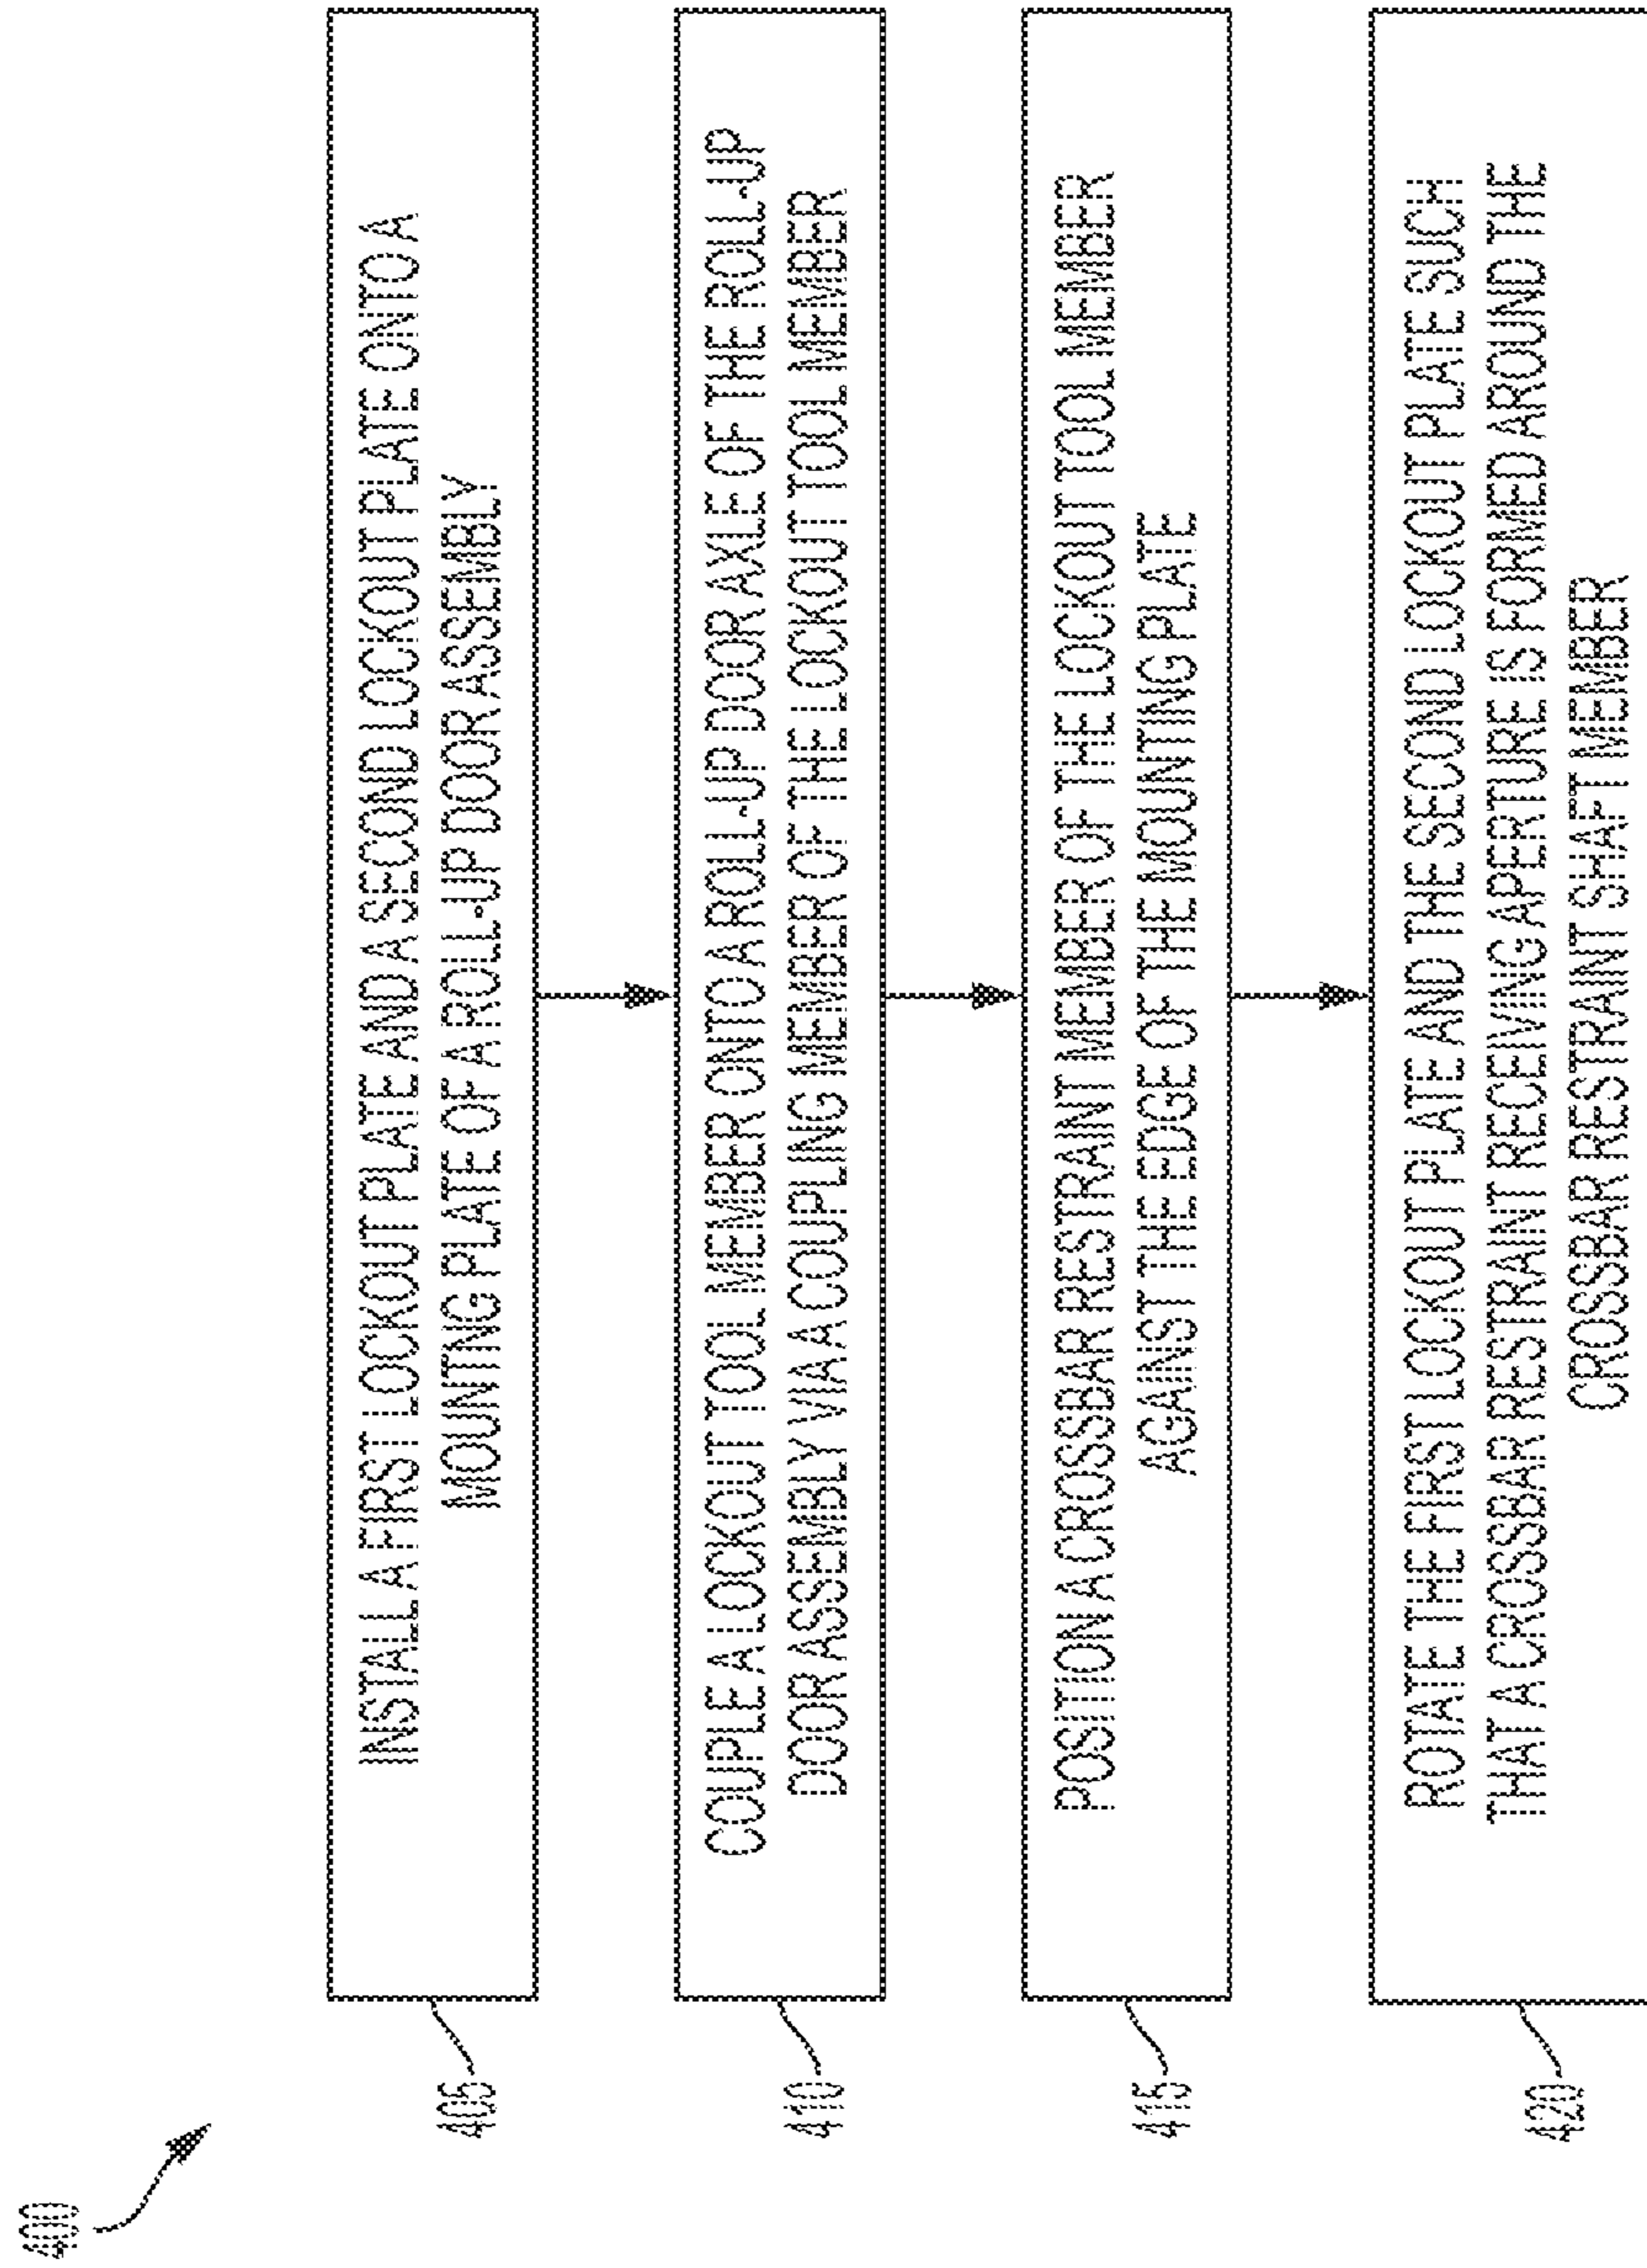 400
405
INSTALL A FIRST LOCKOUT PLATE AND A SECOND LOCKOUT PLATE ONTO A
MOUNTING PLATE OF A ROLL-UP DOOR ASSEMBLY
410
COUPLE A LOCKOUT TOOL MEMBER ONTO A ROLL-UP DOOR AXLE OF THE ROLL-UP
DOOR ASSEMBLY VIA A COUPLING MEMBER OF THE LOCKOUT TOOL MEMBER
415
POSITION A CROSSBAR RESTRAINT MEMBER OF THE LOCKOUT TOOL MEMBER
AGAINST THE EDGE OF THE MOUNTING PLATE
420
ROTATE THE FIRST LOCKOUT PLATE AND THE SECOND LOCKOUT PLATE SUCH
THAT A CROSSBAR RESTRAINT RECEIVING APERTURE IS FORMED AROUND THE
CROSSBAR RESTRAINT SHAFT MEMBER